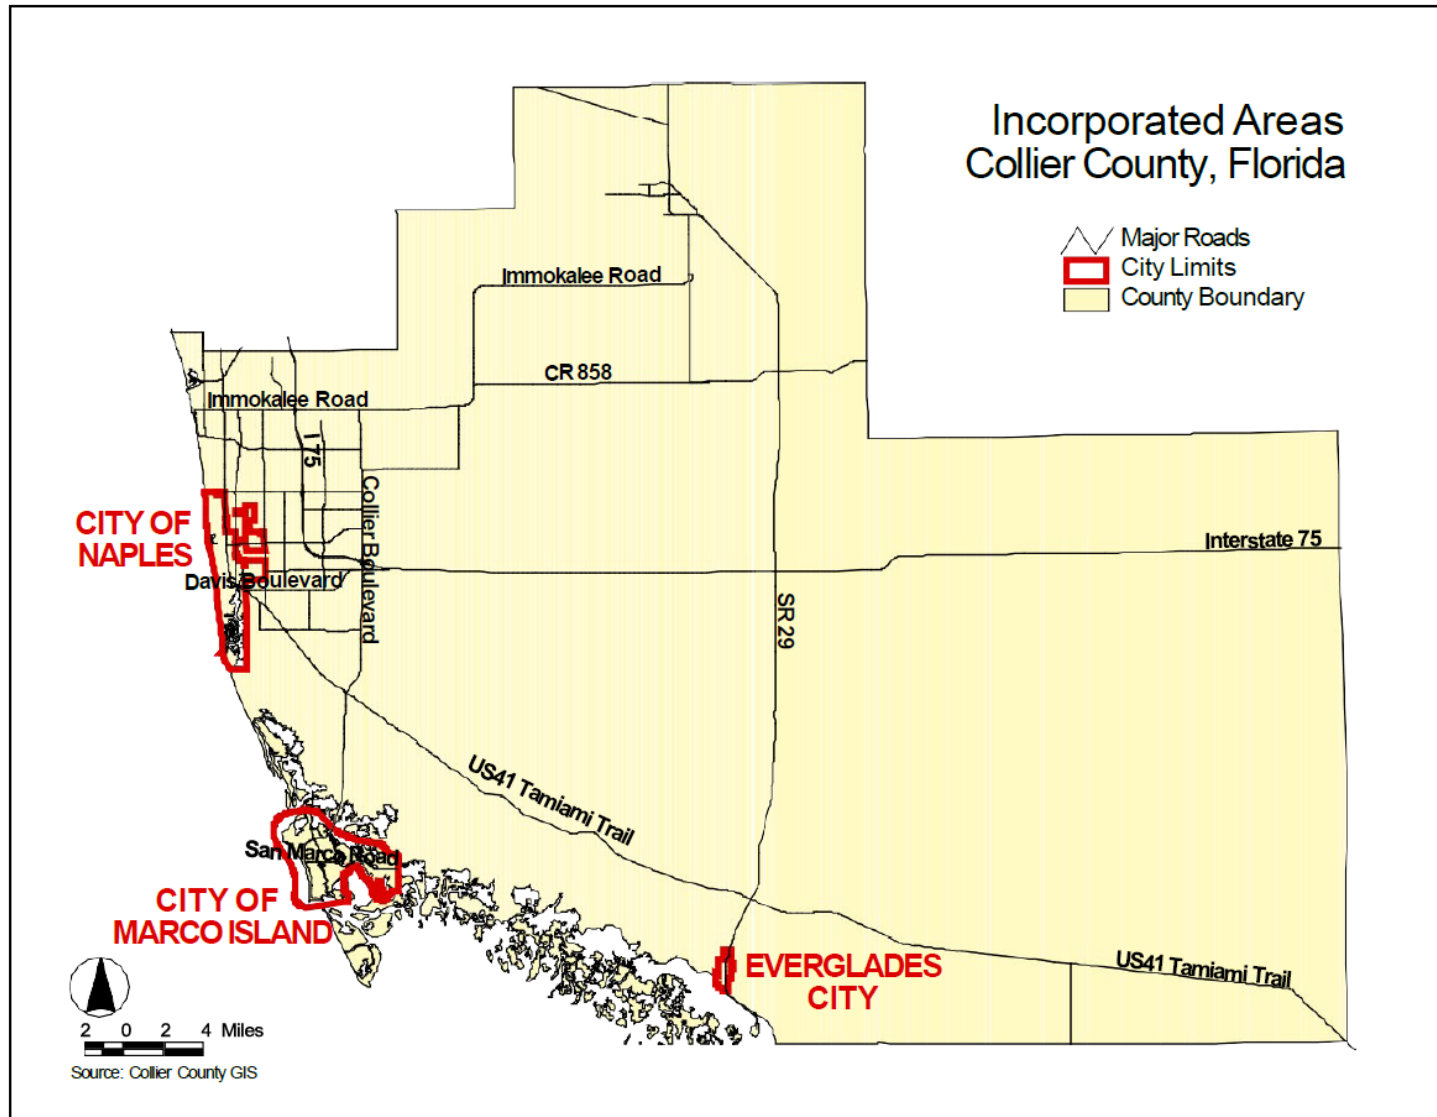 Incorporated Areas
Collier County, Florida
Major Roads
City Limits
County Boundary
Immokalee Road
CR 858
Immokalee Road
I 75
Collier Boulevard
CITY OF
NAPLES
Interstate 75
Davis Boulevard
SR 29
US41 Tamiami Trail
San Marco Road
CITY OF
MARCO ISLAND
EVERGLADES
CITY
US41 Tamiami Trail
2 0 2 4 Miles
Source: Collier County GIS